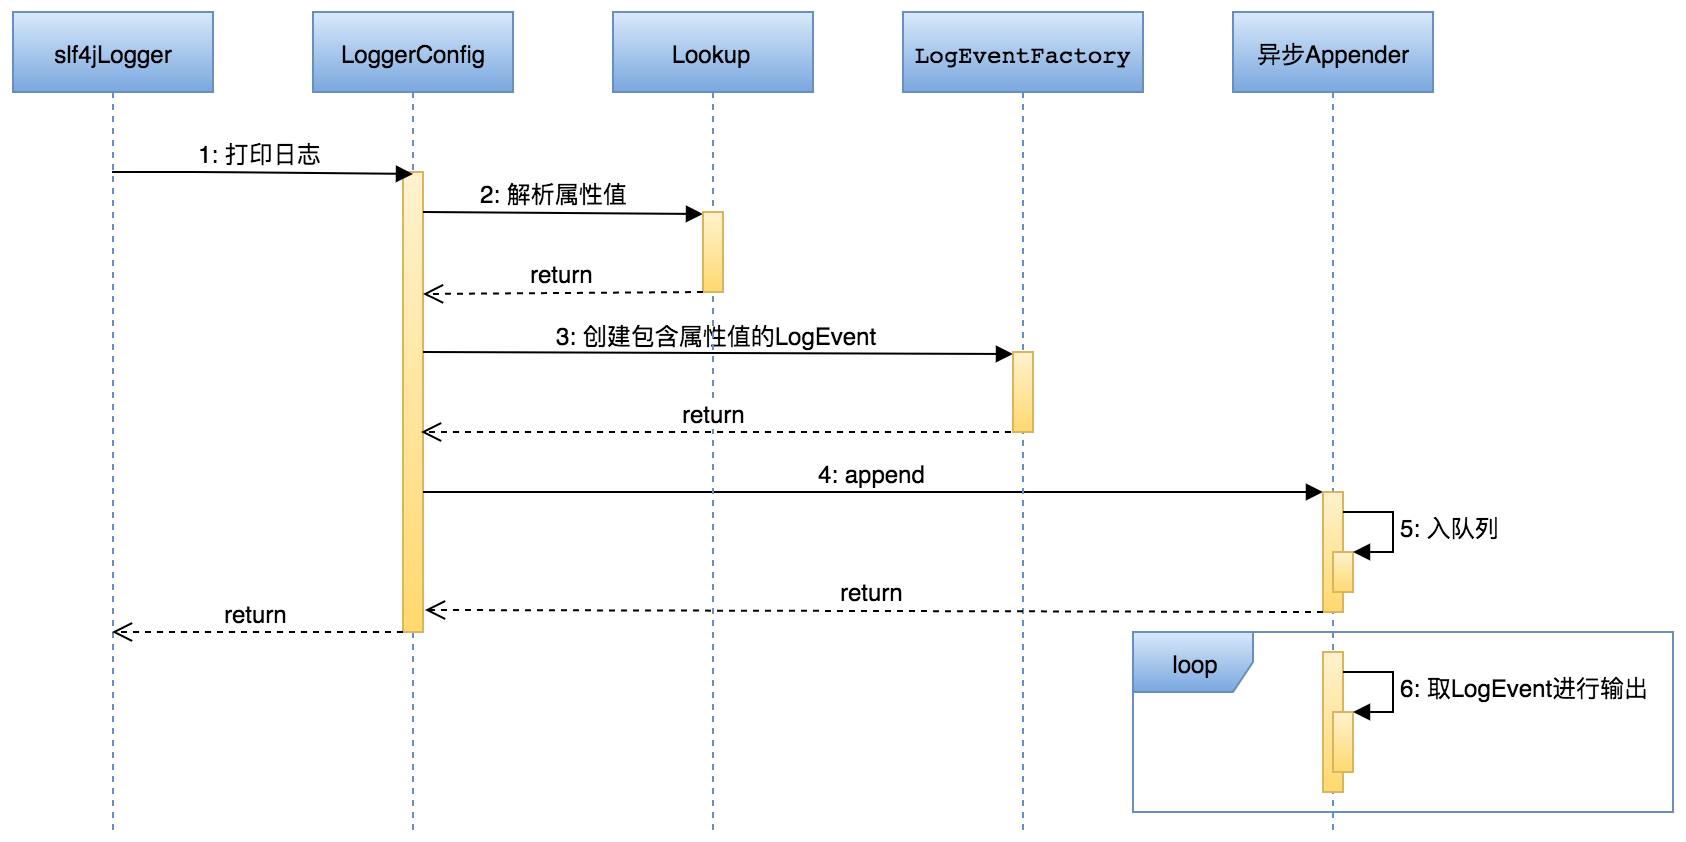 slf4jLogger
LoggerConfig
Lookup
LogEventFactory
异步Appender
1: 打印日志
2: 解析属性值
return
3: 创建包含属性值的LogEvent
return
4: append
5: 入队列
return
return
loop
6: 取LogEvent进行输出